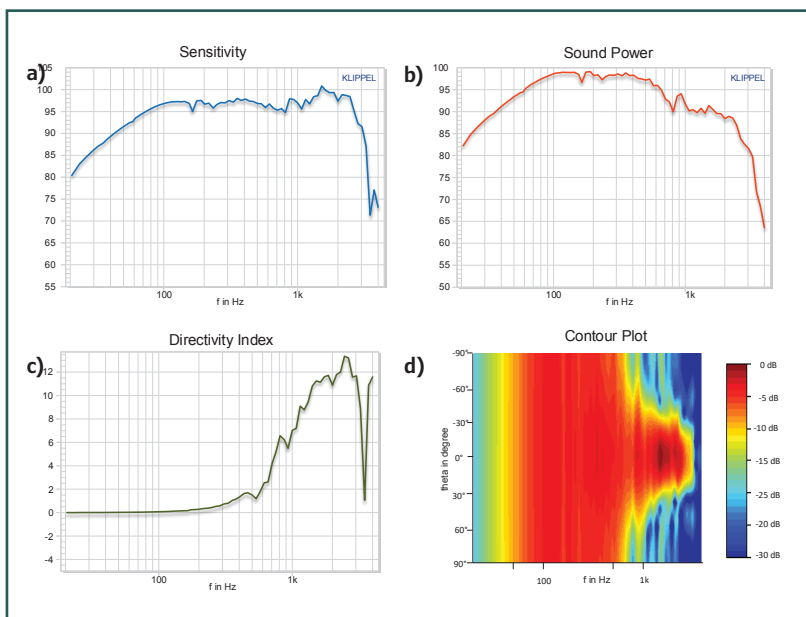 a)
Sensitivity
KLIPPEL
105
100
95
90
85
80
75
70
65
60
55
100
1k
f in Hz
b)
Sound Power
KLIPPEL
100
95
90
85
80
75
70
65
60
55
50
100
1k
f in Hz
c)
Directivity Index
12
10
8
6
4
2
0
-2
-4
100
1k
f in Hz
d)
Contour Plot
theta in degree
-90°
-60°
-30°
0°
30°
60°
90°
100
f in Hz
1k
0 dB
-5 dB
-10 dB
-15 dB
-20 dB
-25 dB
-30 dB